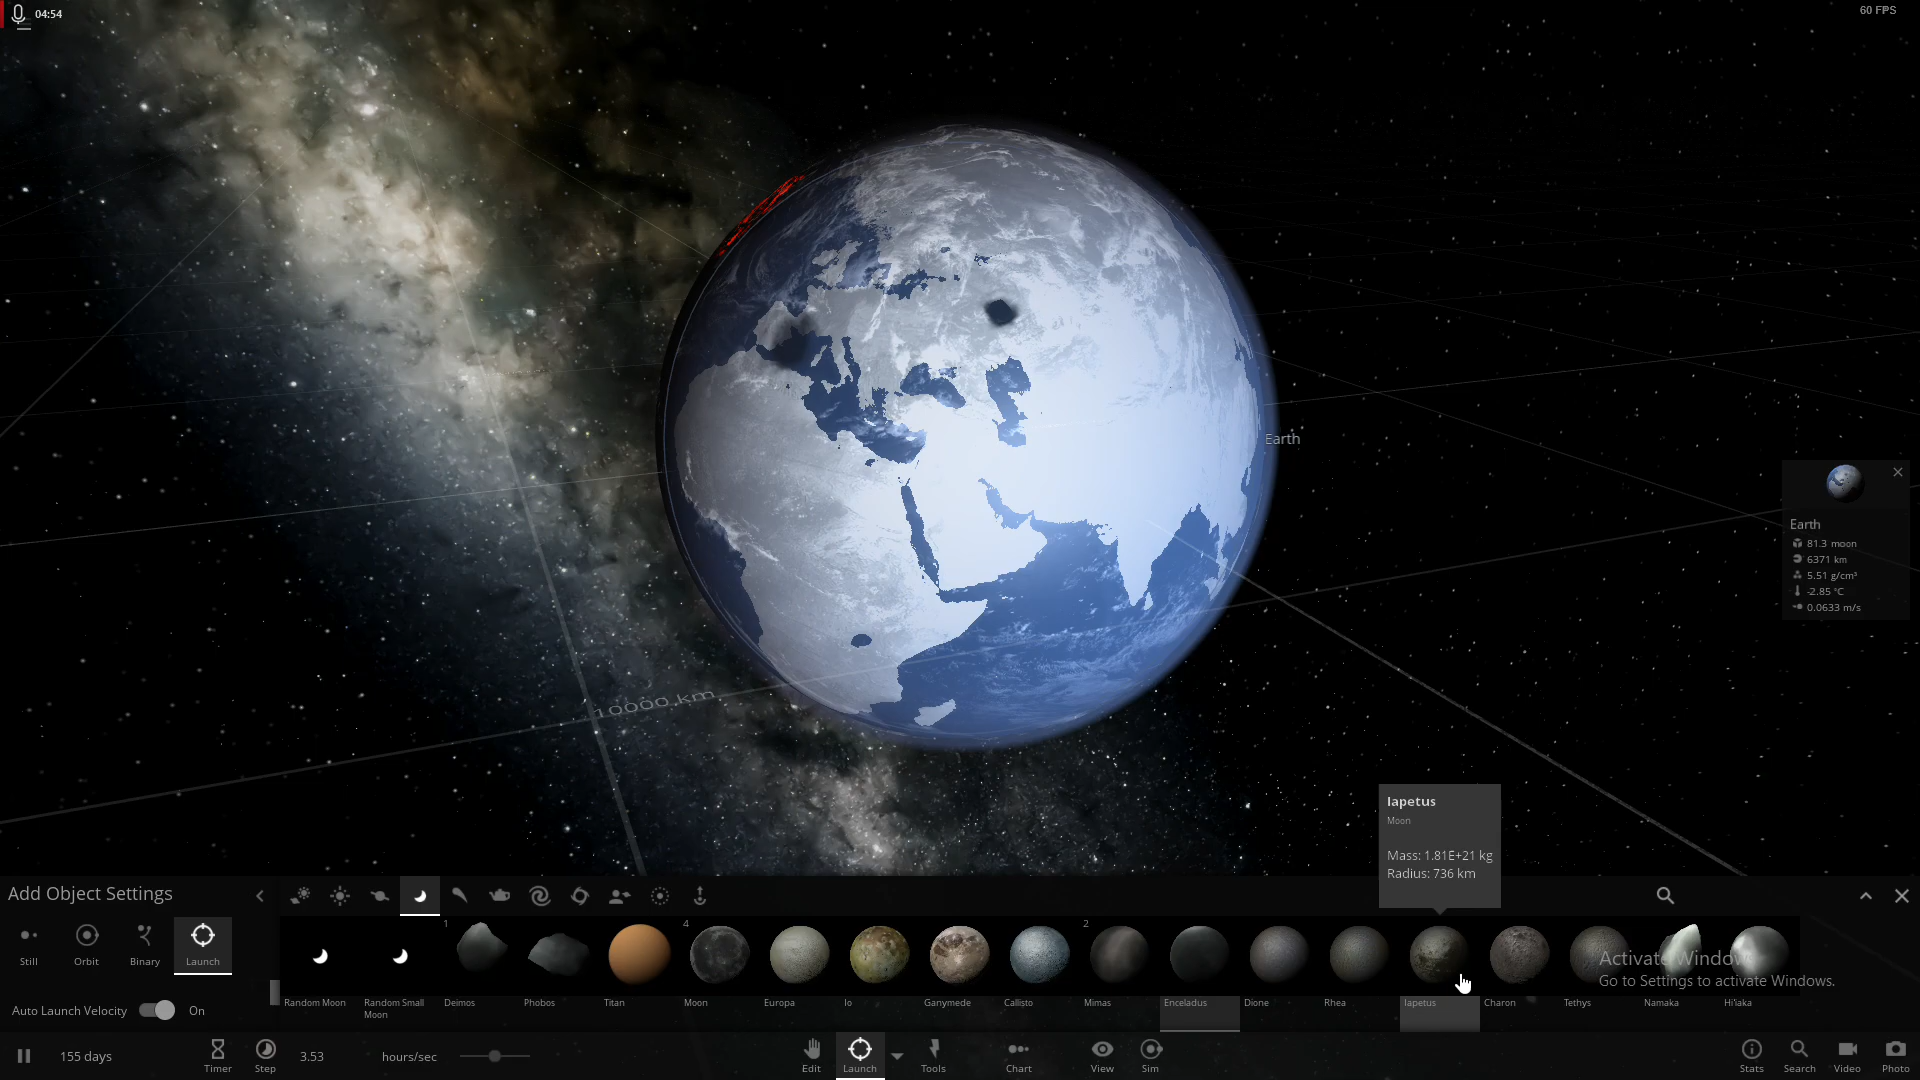 04:54
60 FPS
Earth
Earth
81.3 moon
6371 km
5.51 g/cm³
-2.85 °C
0.0633 m/s
10000 km
Iapetus
Moon
Mass: 1.81E+21 kg
Radius: 736 km
Add Object Settings
Still
Orbit
Binary
Launch
Auto Launch Velocity
On
1
4
2
Random Moon
Random Small
Moon
Deimos
Phobos
Titan
Moon
Europa
Io
Ganymede
Callisto
Mimas
Enceladus
Dione
Rhea
Iapetus
Charon
Tethys
Namaka
Hi'iaka
Activate Windows
Go to Settings to activate Windows.
155 days
Timer
Step
3.53
hours/sec
Edit
Launch
Tools
Chart
View
Sim
Stats
Search
Video
Photo